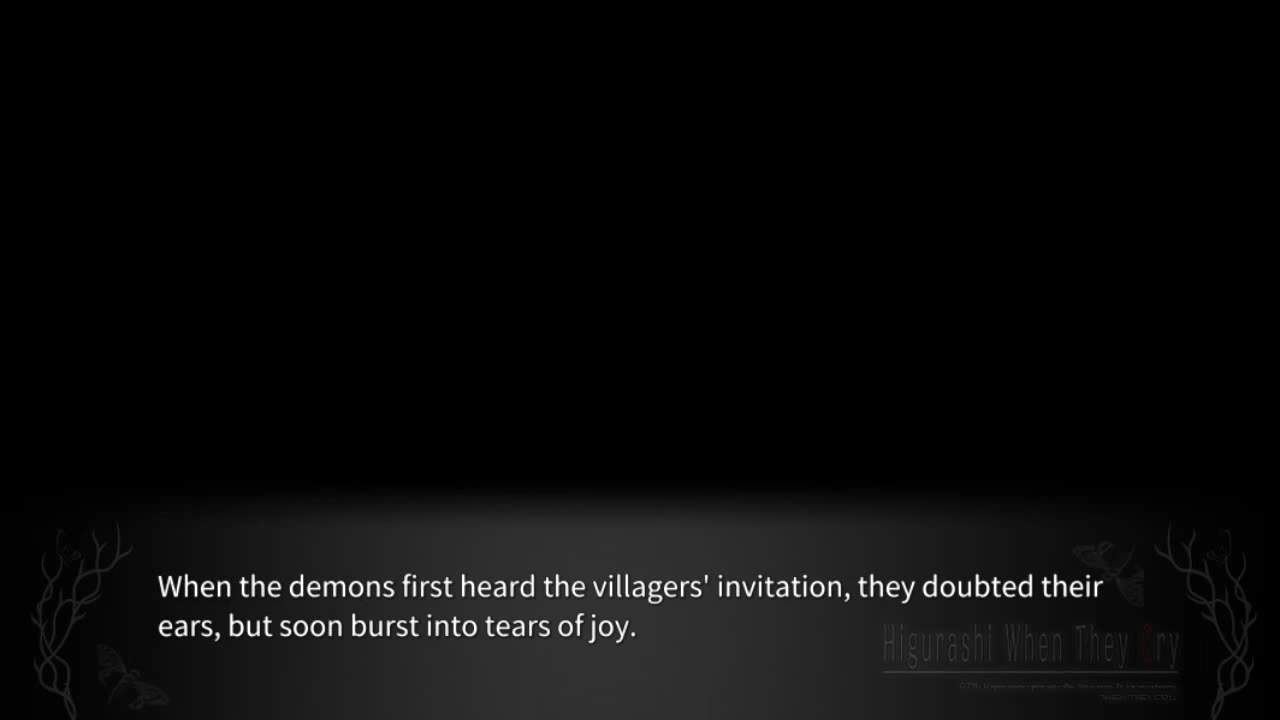 When the demons first heard the villagers' invitation, they doubted their
ears, but soon burst into tears of joy.
Higurashi When They Cry